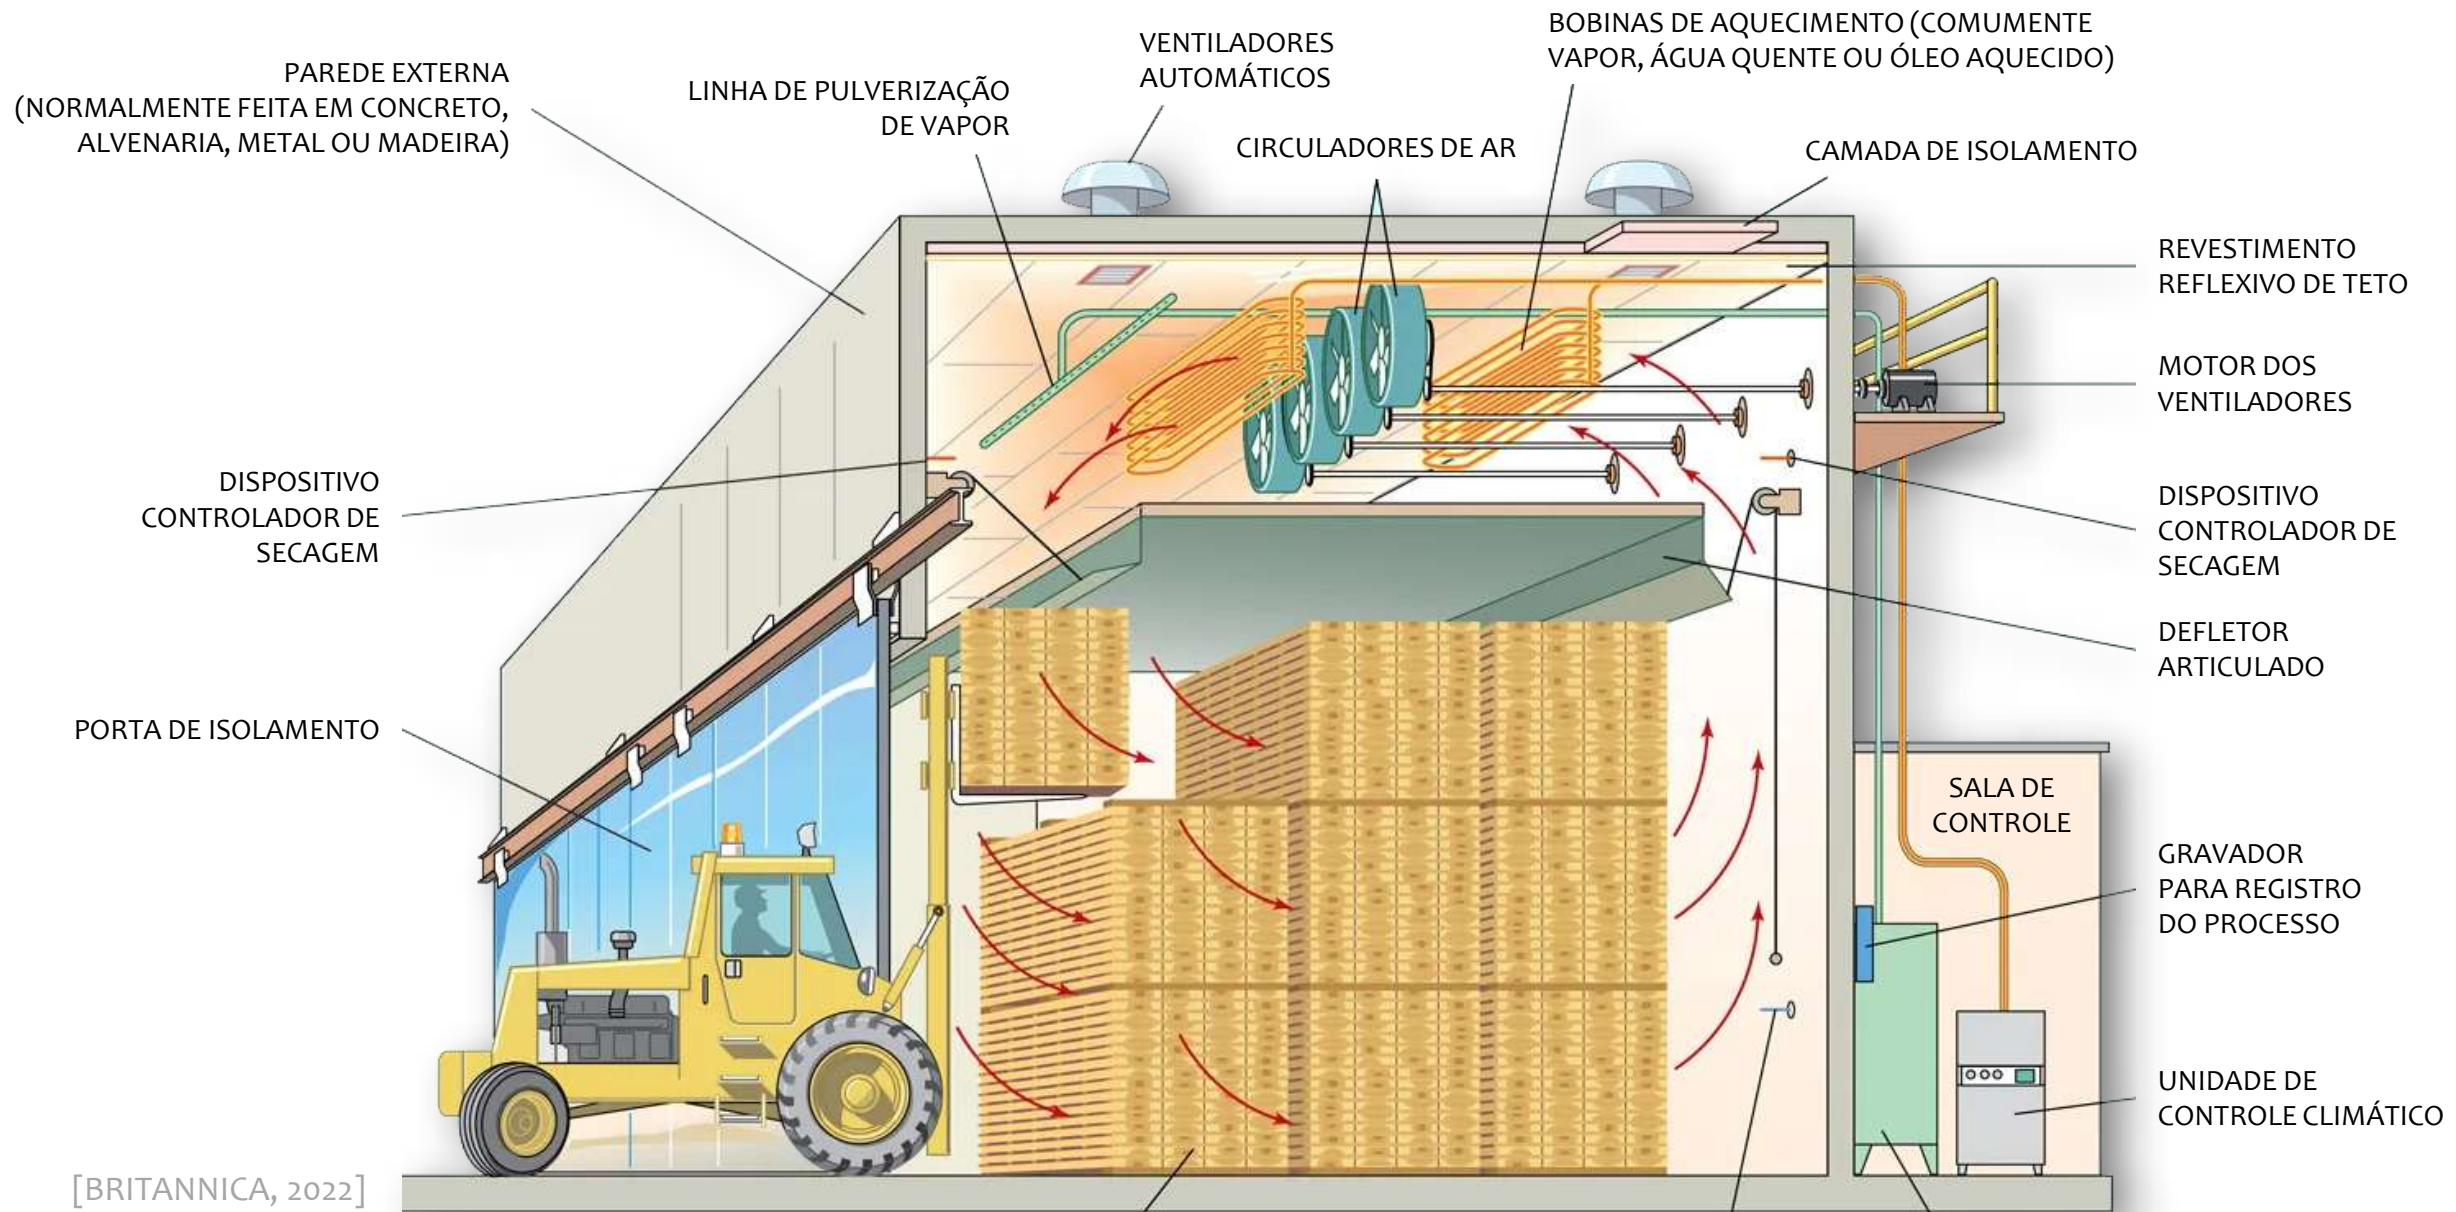 BOBINAS DE AQUECIMENTO (COMUMENTE
VAPOR, ÁGUA QUENTE OU ÓLEO AQUECIDO)
VENTILADORES
AUTOMÁTICOS
PAREDE EXTERNA
(NORMALMENTE FEITA EM CONCRETO,
ALVENARIA, METAL OU MADEIRA)
LINHA DE PULVERIZAÇÃO
DE VAPOR
CIRCULADORES DE AR
CAMADA DE ISOLAMENTO
REVESTIMENTO
REFLEXIVO DE TETO
MOTOR DOS
VENTILADORES
DISPOSITIVO
CONTROLADOR DE
SECAGEM
DISPOSITIVO
CONTROLADOR DE
SECAGEM
DEFLETOR
ARTICULADO
PORTA DE ISOLAMENTO
SALA DE
CONTROLE
GRAVADOR
PARA REGISTRO
DO PROCESSO
UNIDADE DE
CONTROLE CLIMÁTICO
[BRITANNICA, 2022]